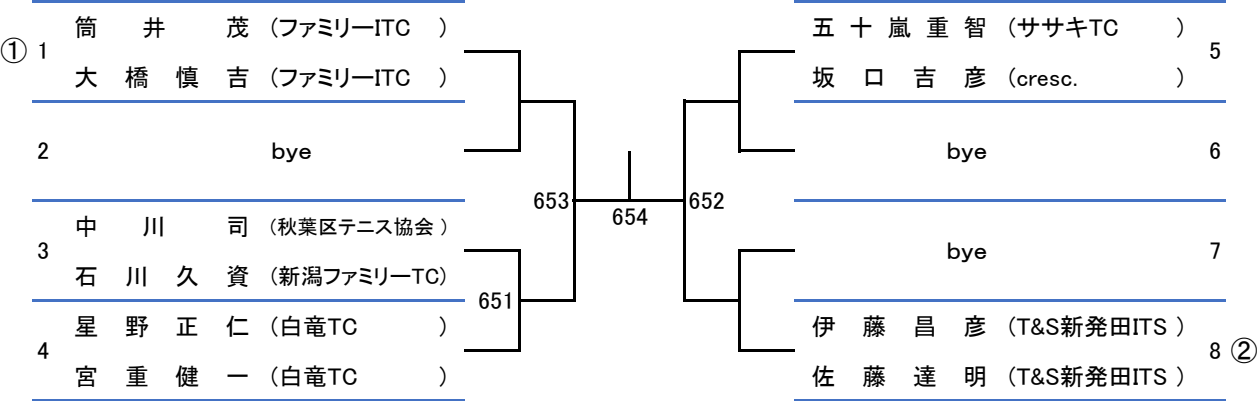 筒井 茂 (ファミリーITC )
① 1
大橋慎吉 (ファミリーITC )
2 bye
中川 司 (秋葉区テニス協会 )
3
石川久資 (新潟ファミリーTC)
星野正仁 (白竜TC )
4
宮重健一 (白竜TC )
651
653
654
652
五十嵐重智 (ササキTC )
5
坂口吉彦 (cresc. )
bye 6
bye 7
伊藤昌彦 (T&S新発田ITS )
8 ②
佐藤達明 (T&S新発田ITS )